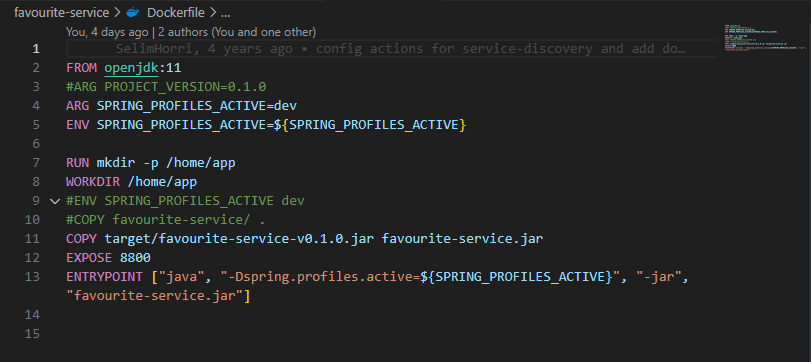 favourite-service > Dockerfile > ...
You, 4 days ago | 2 authors (You and one other)
1 SelimHorri, 4 years ago • config actions for service-discovery and add do...
2 FROM openjdk:11
3 #ARG PROJECT_VERSION=0.1.0
4 ARG SPRING_PROFILES_ACTIVE=dev
5 ENV SPRING_PROFILES_ACTIVE=${SPRING_PROFILES_ACTIVE}
6
7 RUN mkdir -p /home/app
8 WORKDIR /home/app
9 #ENV SPRING_PROFILES_ACTIVE dev
10 #COPY favourite-service/ .
11 COPY target/favourite-service-v0.1.0.jar favourite-service.jar
12 EXPOSE 8800
13 ENTRYPOINT ["java", "-Dspring.profiles.active=${SPRING_PROFILES_ACTIVE}", "-jar",
"favourite-service.jar"]
14
15